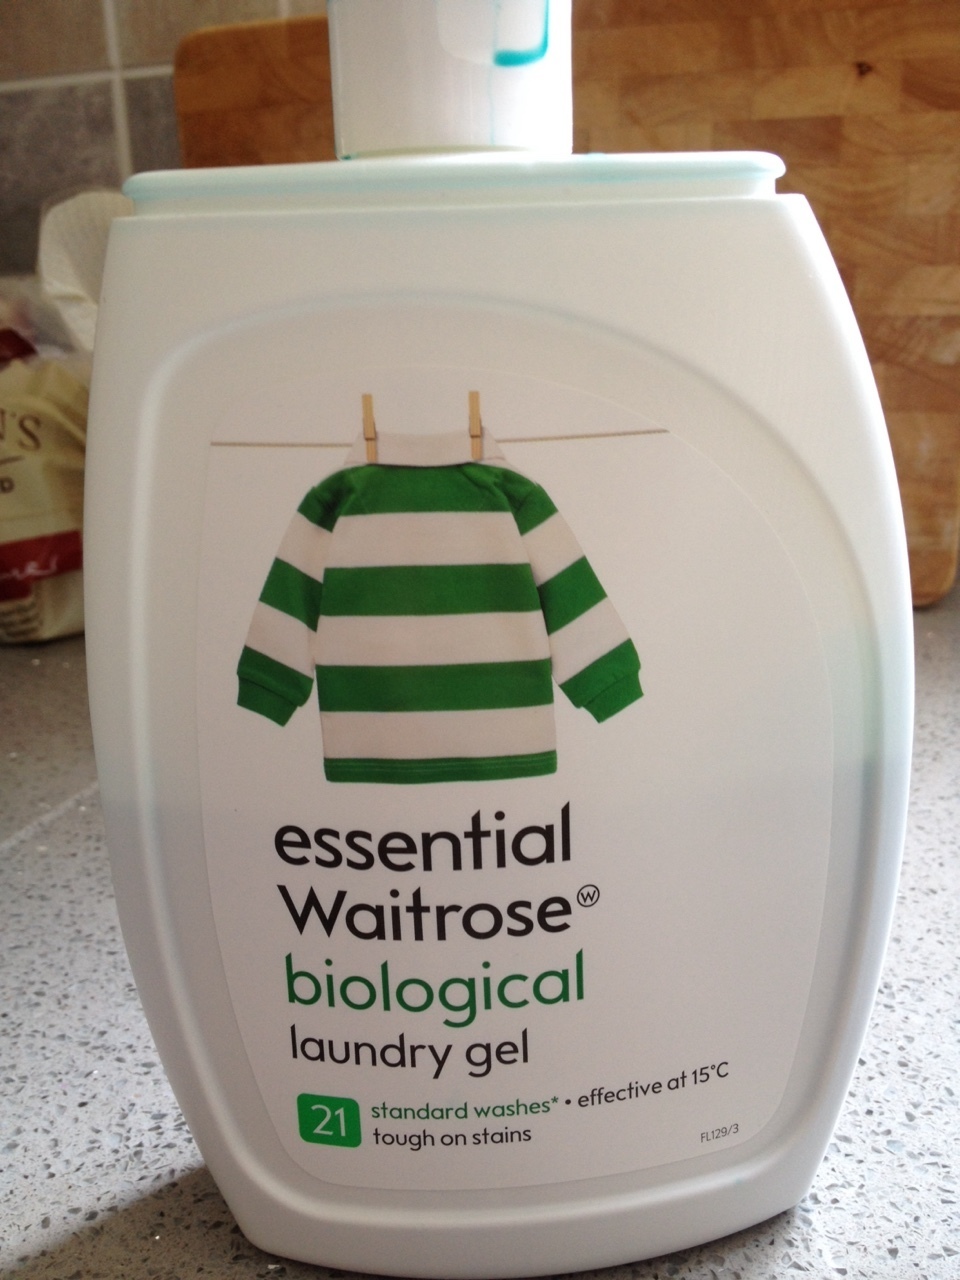 essential
Waitrose Ⓦ
biological
laundry gel
21 standard washes* • effective at 15°C
tough on stains
FL129/3